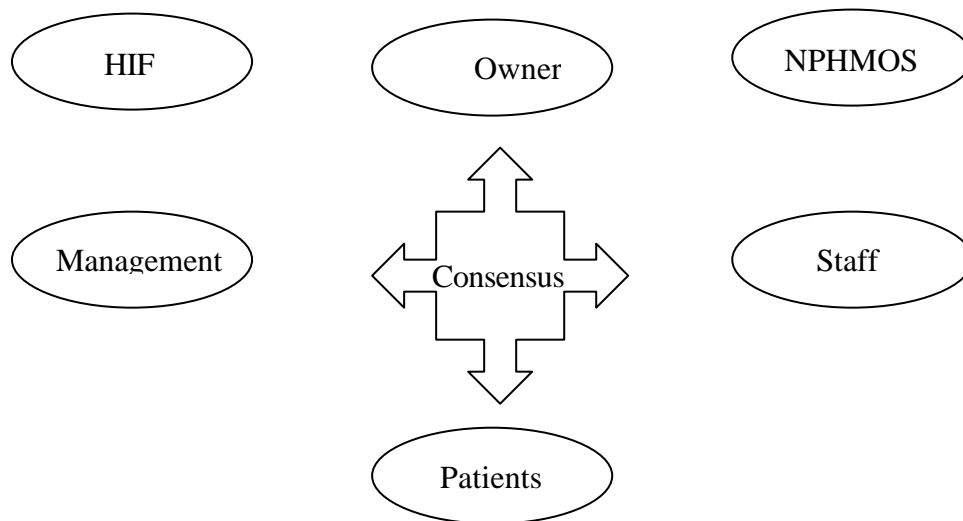 HIF
Owner
NPHMOS
Management
Consensus
Staff
Patients